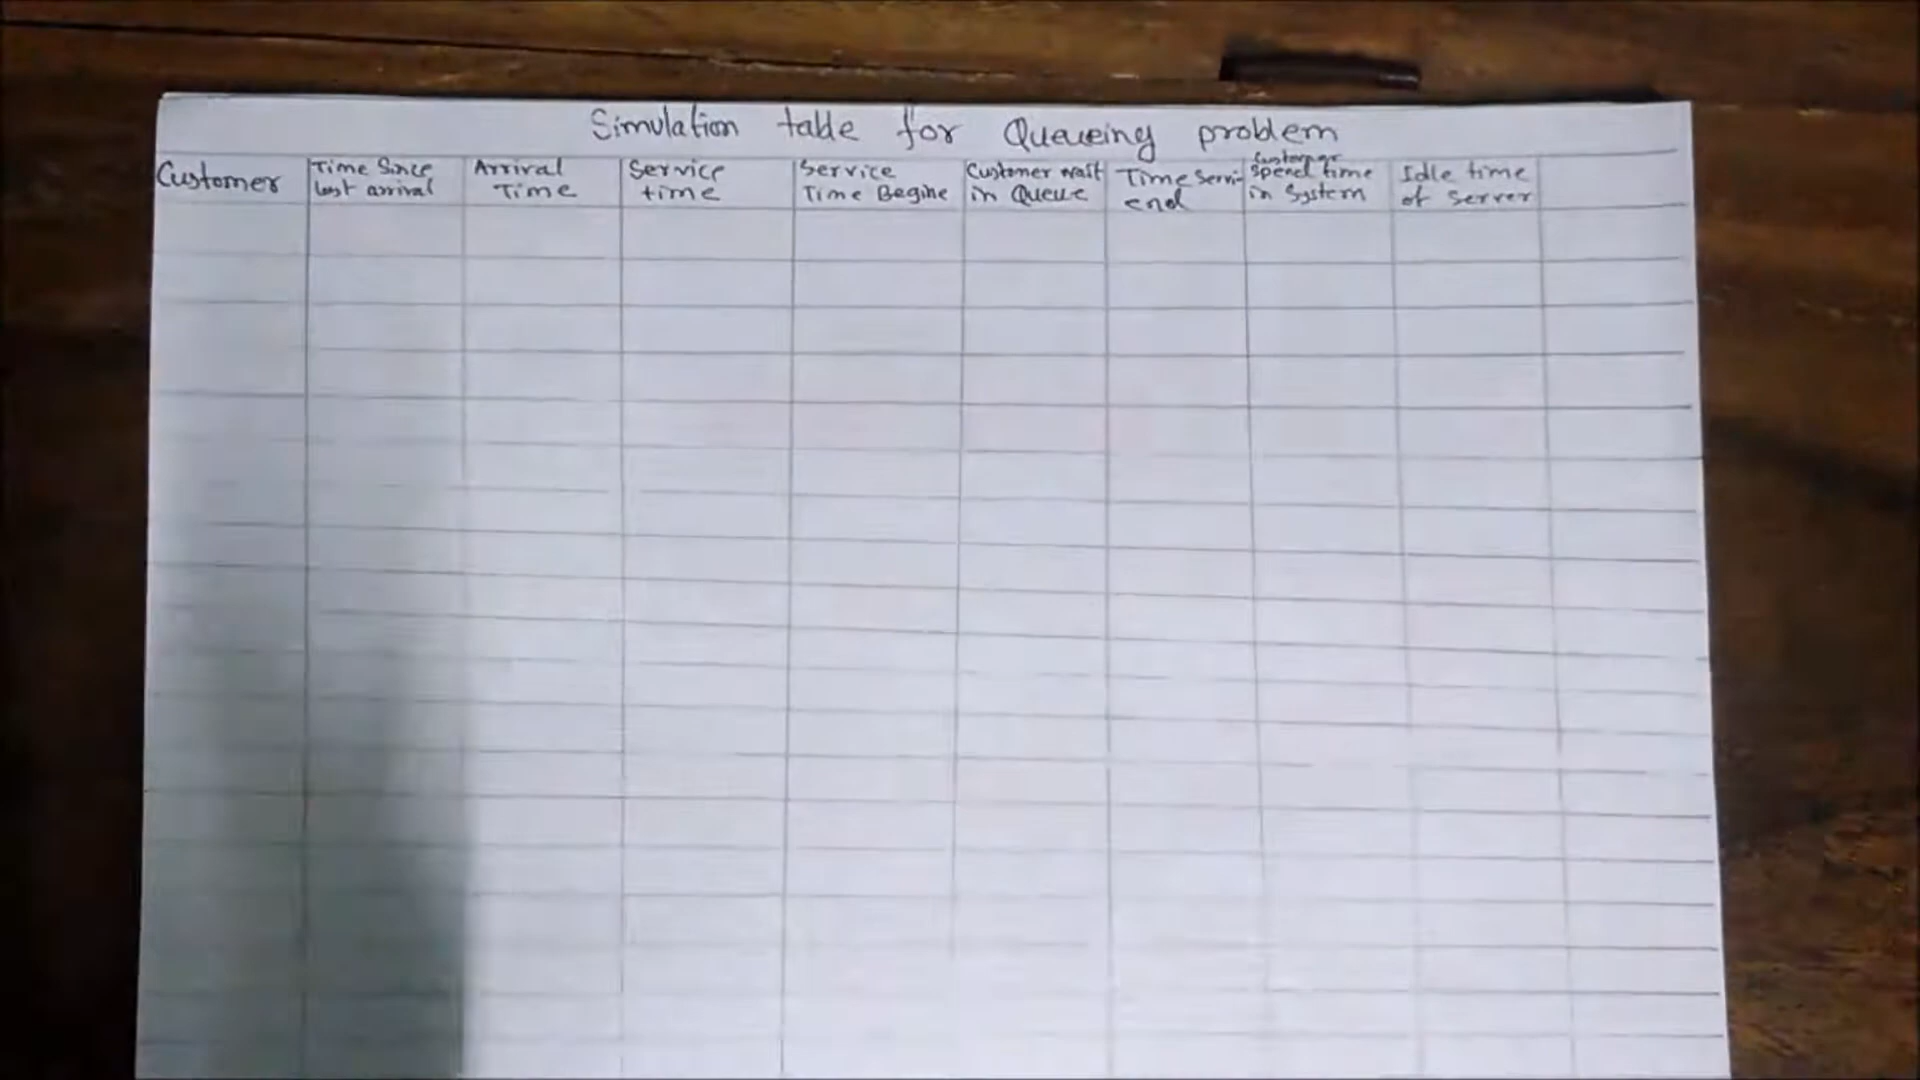 Simulation table for Queueing problem
Customer
Time Since
last arrival
Arrival
Time
Service
time
Service
Time Begine
Customer wait
in Queue
Time Servi
end
Customer
spend time
in System
Idle time
of Server